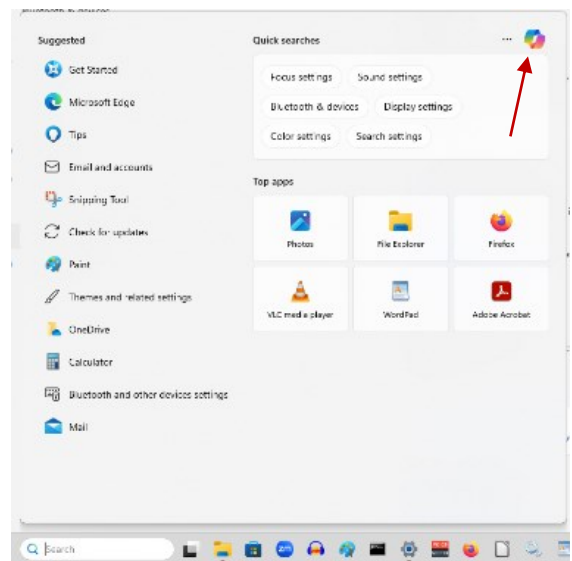 Suggested
Get Started
Microsoft Edge
Tips
Email and accounts
Snipping Tool
Check for updates
Paint
Themes and related settings
OneDrive
Calculator
Bluetooth and other devices settings
Mail
Quick searches
Focus settings Sound settings
Bluetooth & devices Display settings
Color settings Search settings
Top apps
Photos File Explorer Firefox
VLC media player WordPad Adobe Acrobat
Search